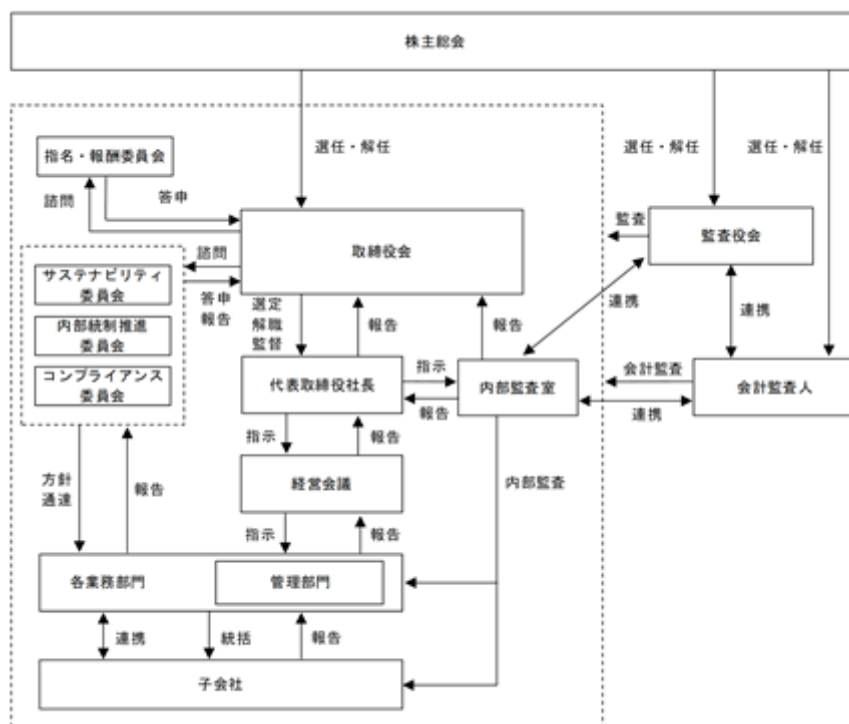 株主総会
選任・解任
選任・解任
選任・解任
指名・報酬委員会
諮問
答申
取締役会
監査
監査役会
諮問
サステナビリティ
委員会
答申
報告
内部統制推進
委員会
選定
解職
監督
報告
報告
連携
連携
コンプライアンス
委員会
代表取締役社長
指示
報告
内部監査室
会計監査
連携
会計監査人
指示
報告
方針
通達
報告
経営会議
内部監査
指示
報告
各業務部門
管理部門
連携
統括
報告
子会社